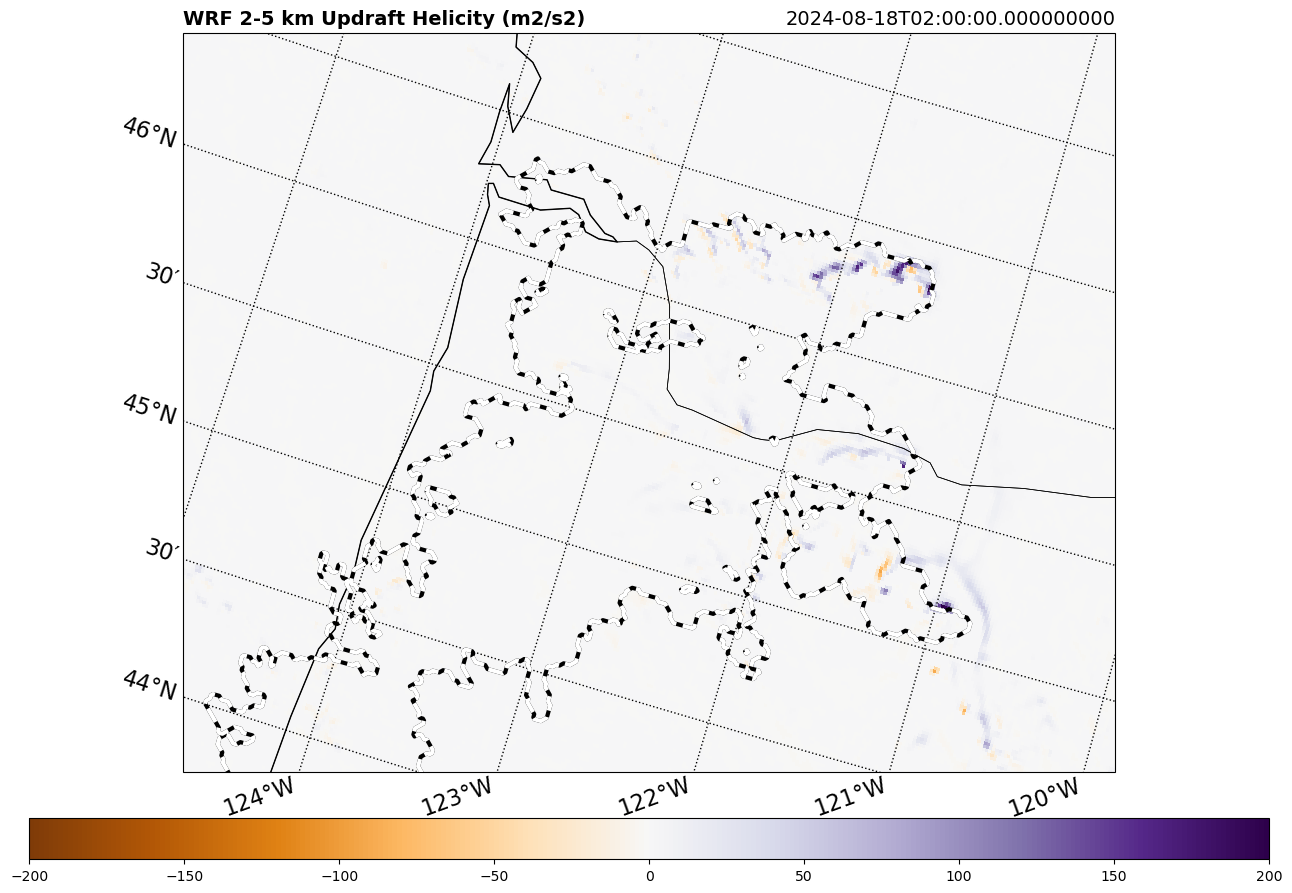 WRF 2-5 km Updraft Helicity (m2/s2)
2024-08-18T02:00:00.000000000
46°N
30′
45°N
30′
44°N
124°W
123°W
122°W
121°W
120°W
−200
−150
−100
−50
0
50
100
150
200